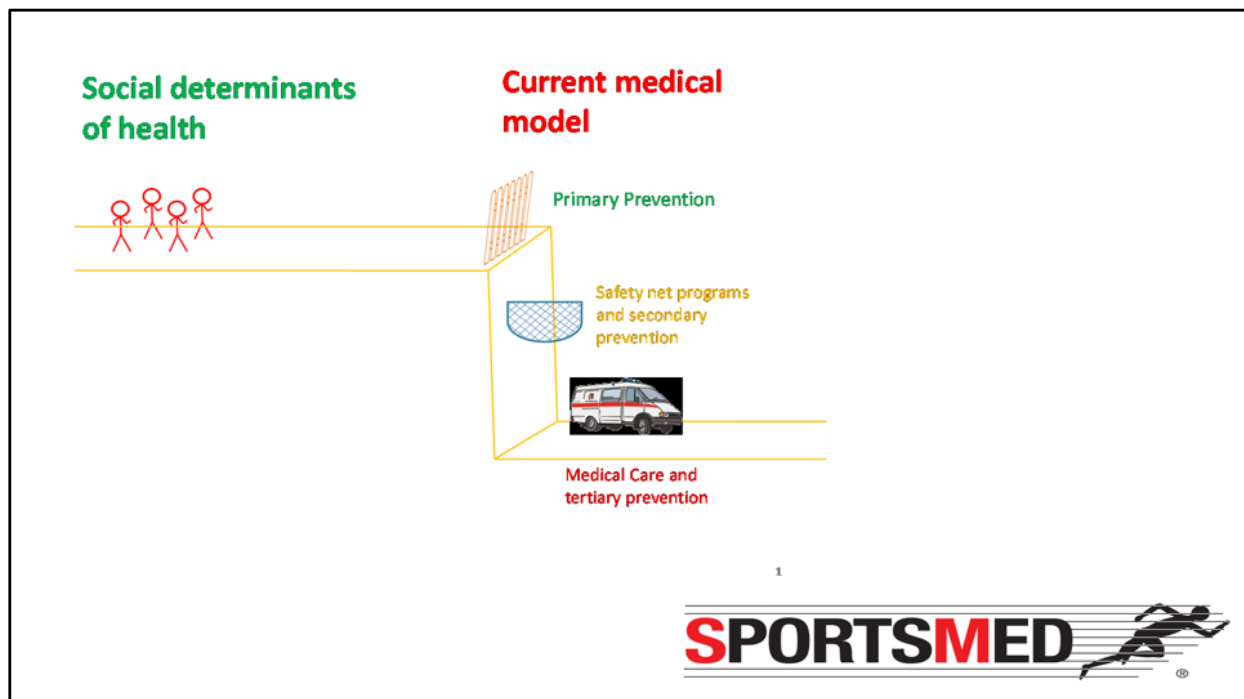 Social determinants
of health
Current medical
model
Primary Prevention
Safety net programs
and secondary
prevention
Medical Care and
tertiary prevention
1
SPORTSMED
®